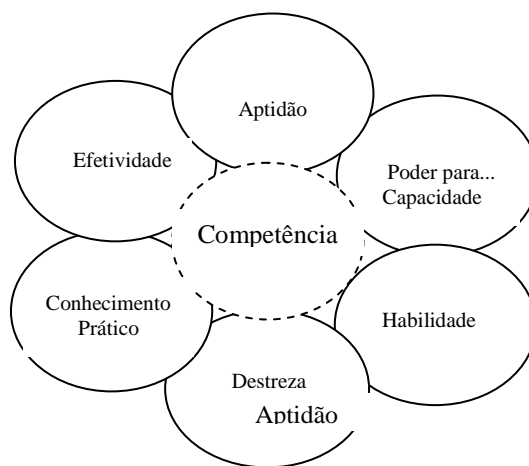 Aptidão
Efetividade
Poder para...
Capacidade
Competência
Conhecimento
Prático
Habilidade
Destreza
Aptidão